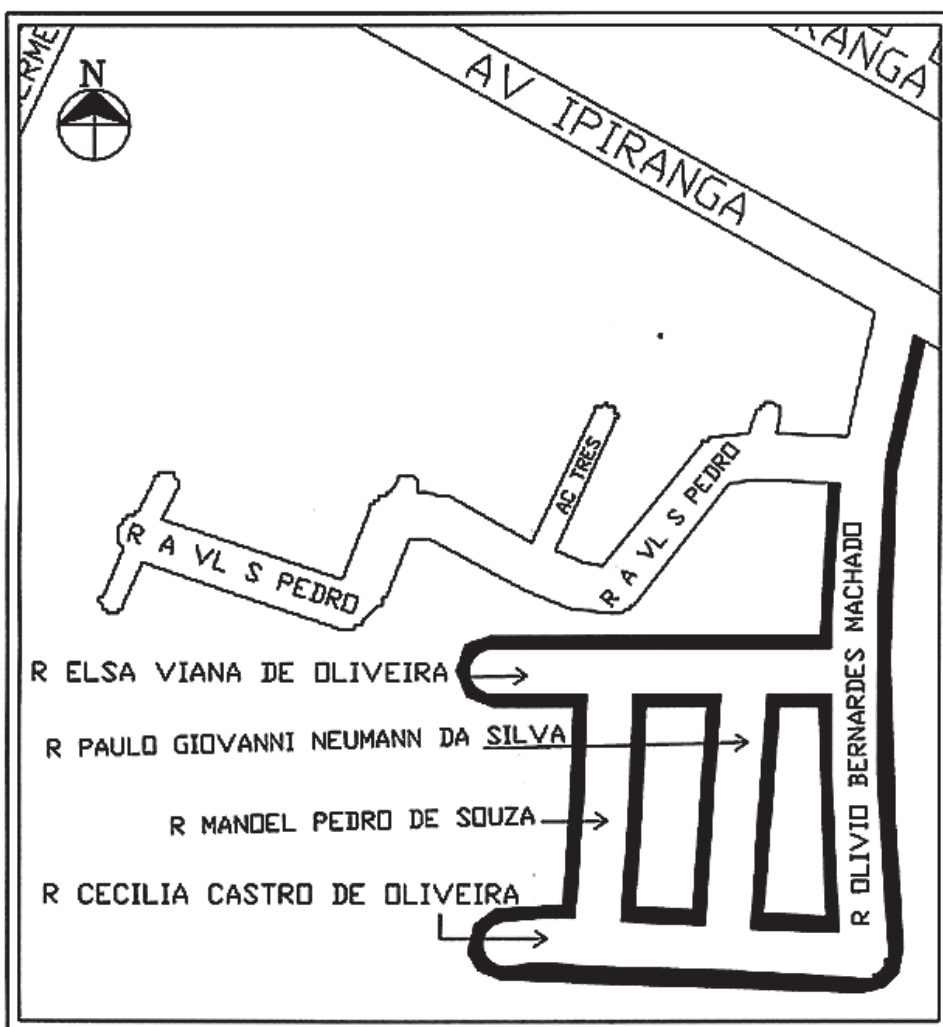 N
AV IPIRANGA
RANGA
AC TRES
R A VL S PEDRO
R A VL S PEDRO
R ELSA VIANA DE OLIVEIRA
R PAULO GIOVANNI NEUMANN DA SILVA
R MANOEL PEDRO DE SOUZA
R CECILIA CASTRO DE OLIVEIRA
R OLIVIO BERNARDES MACHADO